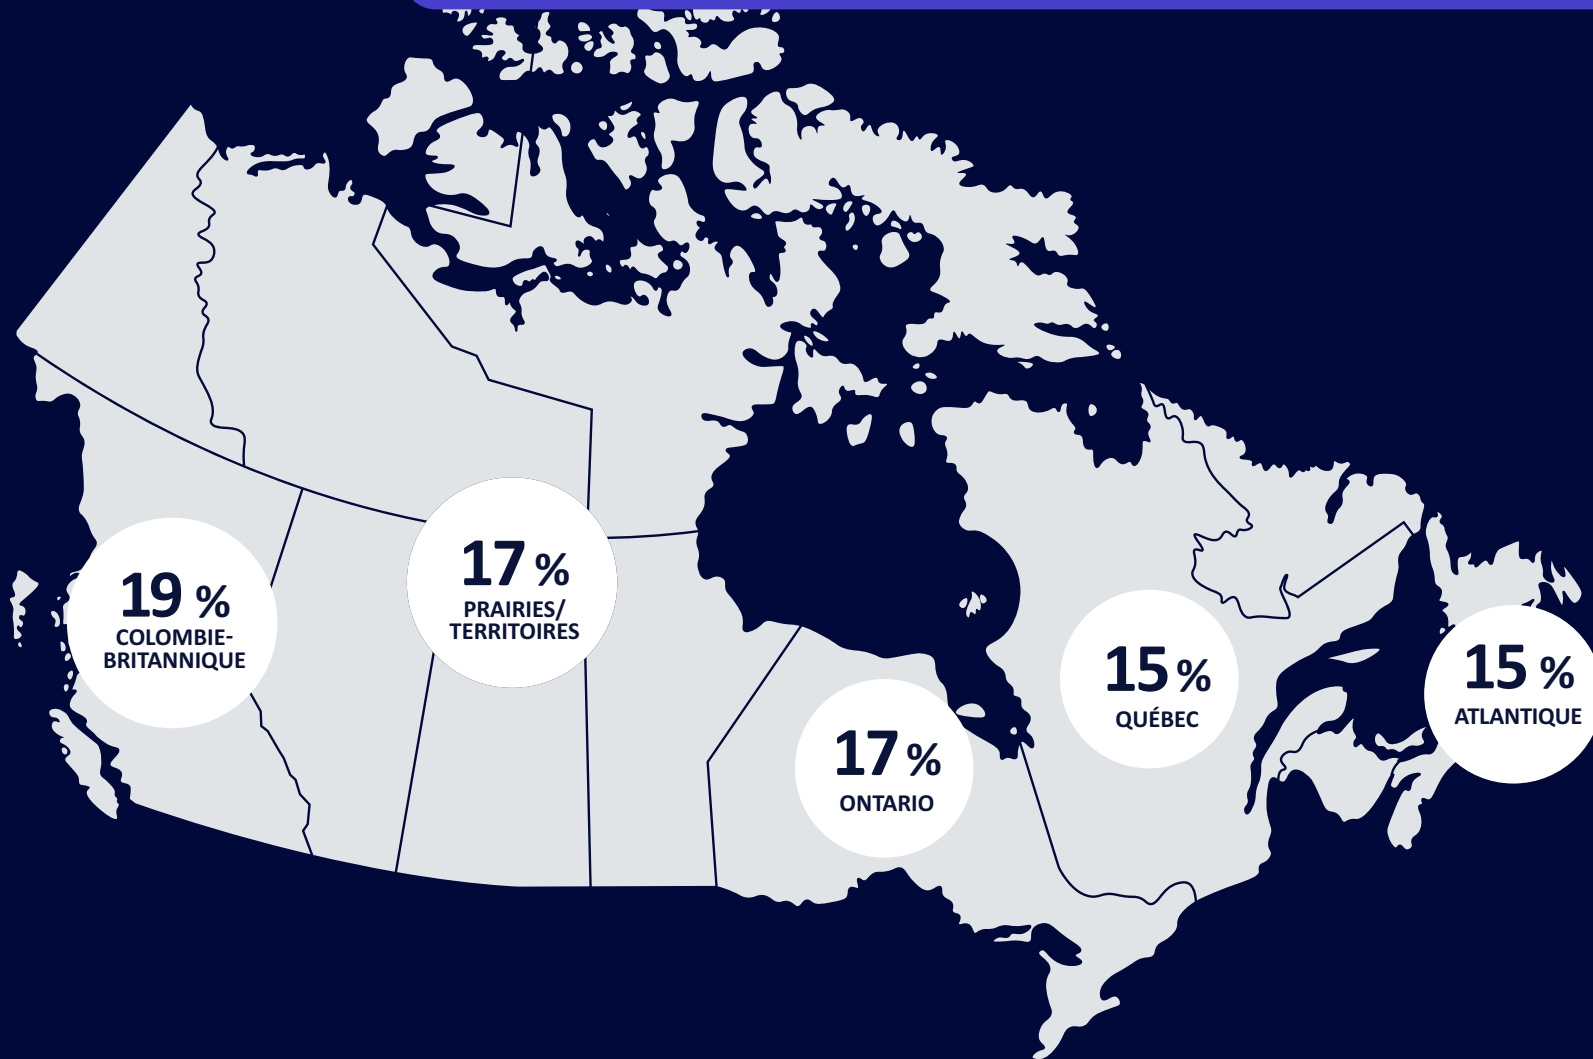 19 %
COLOMBIE-
BRITANNIQUE
17 %
PRAIRIES/
TERRITOIRES
17 %
ONTARIO
15 %
QUÉBEC
15 %
ATLANTIQUE